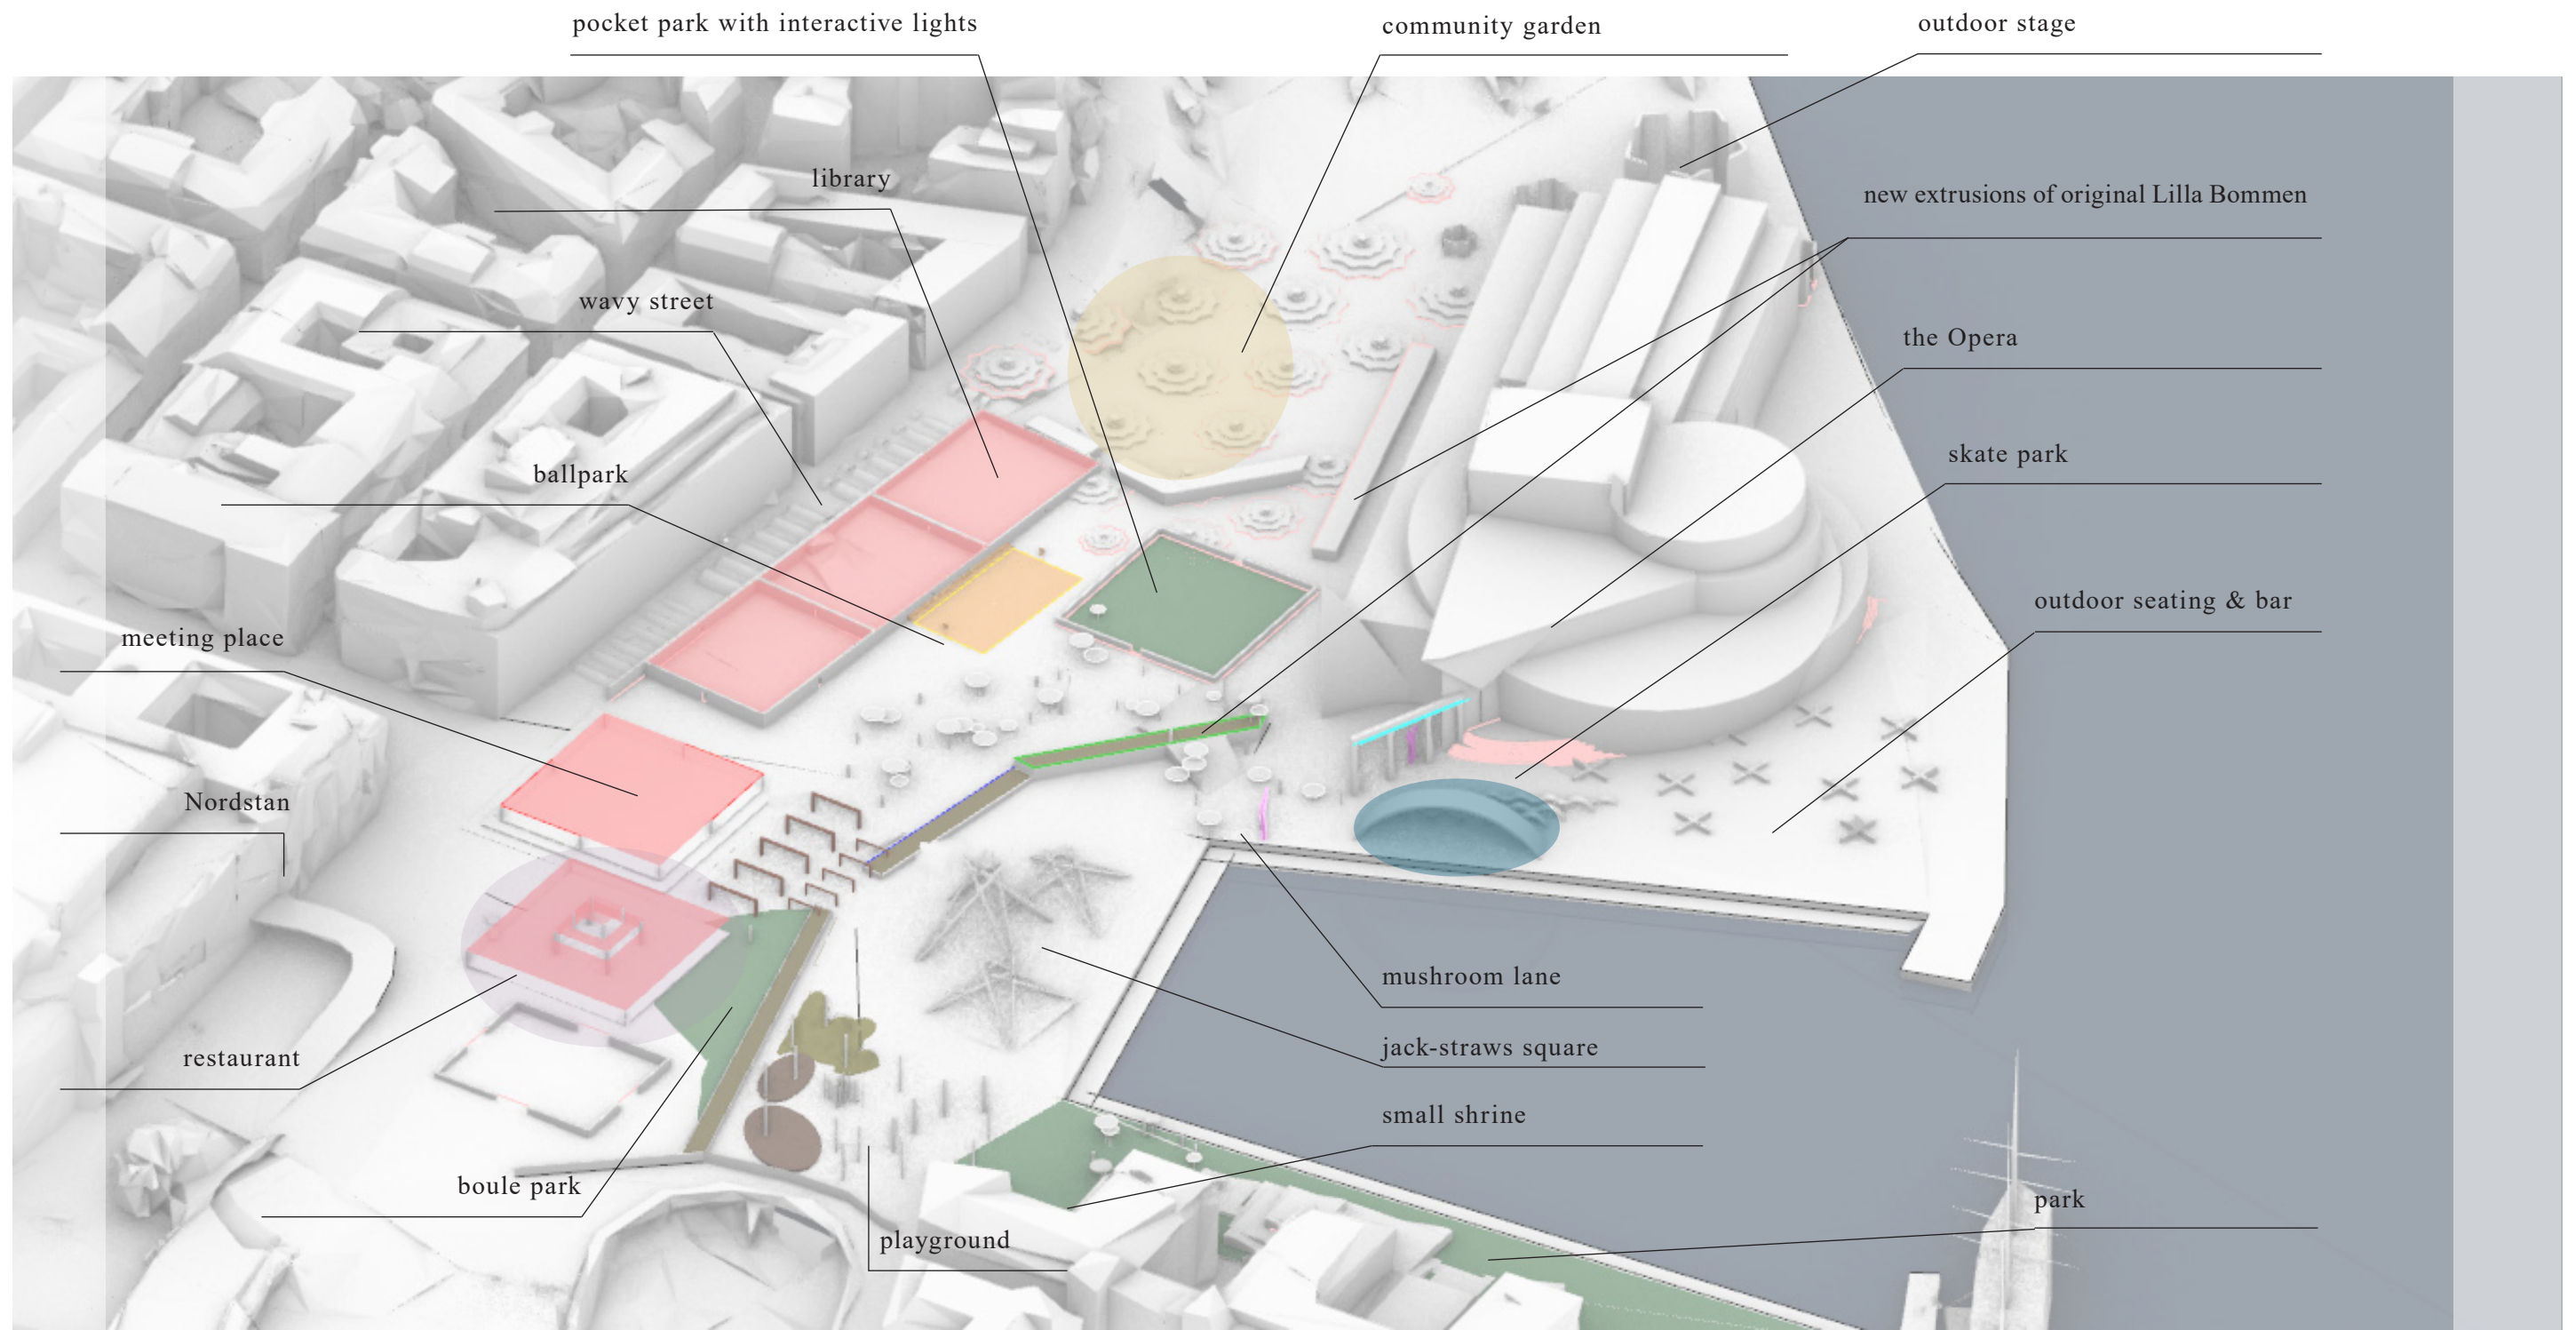 pocket park with interactive lights
community garden
outdoor stage
library
new extrusions of original Lilla Bommen
wavy street
the Opera
ballpark
skate park
outdoor seating & bar
meeting place
Nordstan
mushroom lane
jack-straws square
restaurant
small shrine
boule park
park
playground